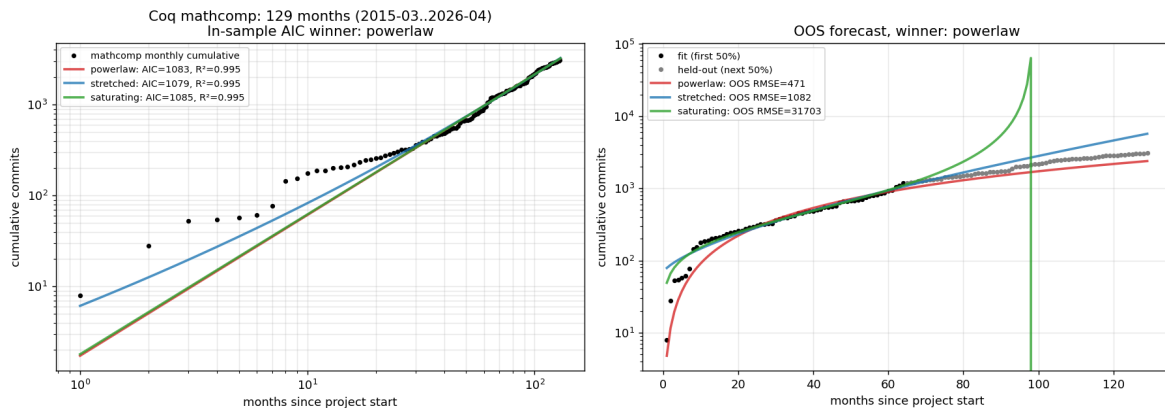 Coq mathcomp: 129 months (2015-03..2026-04)
In-sample AIC winner: powerlaw
mathcomp monthly cumulative
powerlaw: AIC=1083, R²=0.995
stretched: AIC=1079, R²=0.995
saturating: AIC=1085, R²=0.995
cumulative commits
10³
10²
10¹
10⁰
10¹
10²
months since project start
OOS forecast, winner: powerlaw
fit (first 50%)
held-out (next 50%)
powerlaw: OOS RMSE=471
stretched: OOS RMSE=1082
saturating: OOS RMSE=31703
cumulative commits
10⁵
10⁴
10³
10²
10¹
0
20
40
60
80
100
120
months since project start